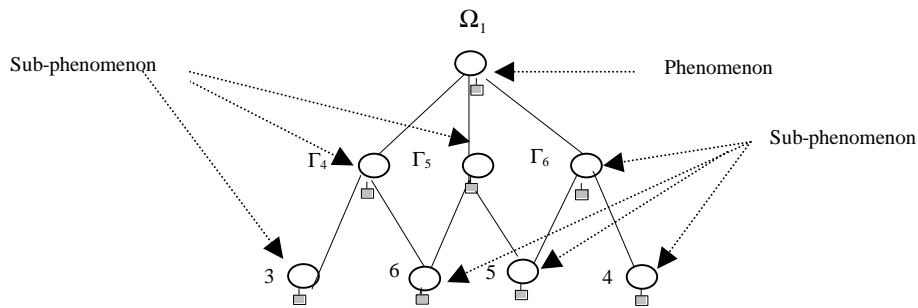 Ω₁
Sub-phenomenon
Phenomenon
Sub-phenomenon
Γ₄
Γ₅
Γ₆
3
6
5
4